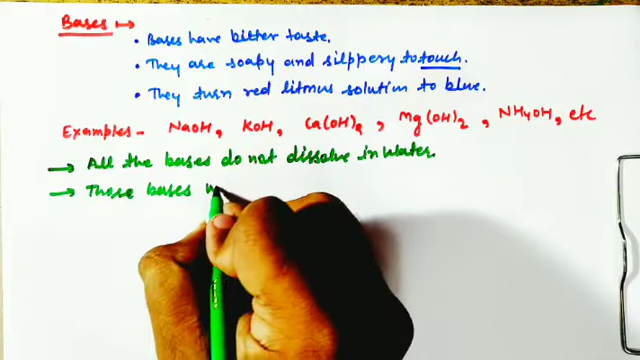 Bases →
• Bases have bitter taste.
• They are soapy and silppery to touch.
• They turn red litmus solution to blue.
Examples - NaOH, KOH, Ca(OH)2, Mg(OH)2, NH4OH, etc
→ All the bases do not dissolve in water.
→ Those bases